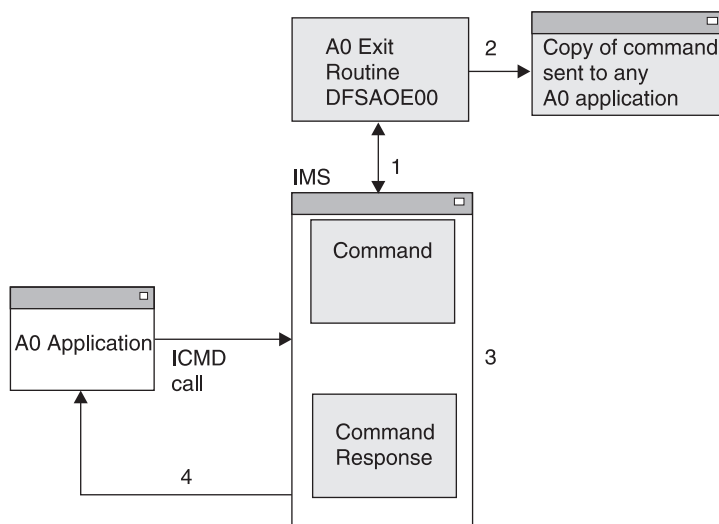 A0 Exit
Routine
DFSAOE00
2
Copy of command
sent to any
A0 application
1
IMS
Command
A0 Application
ICMD
call
3
Command
Response
4